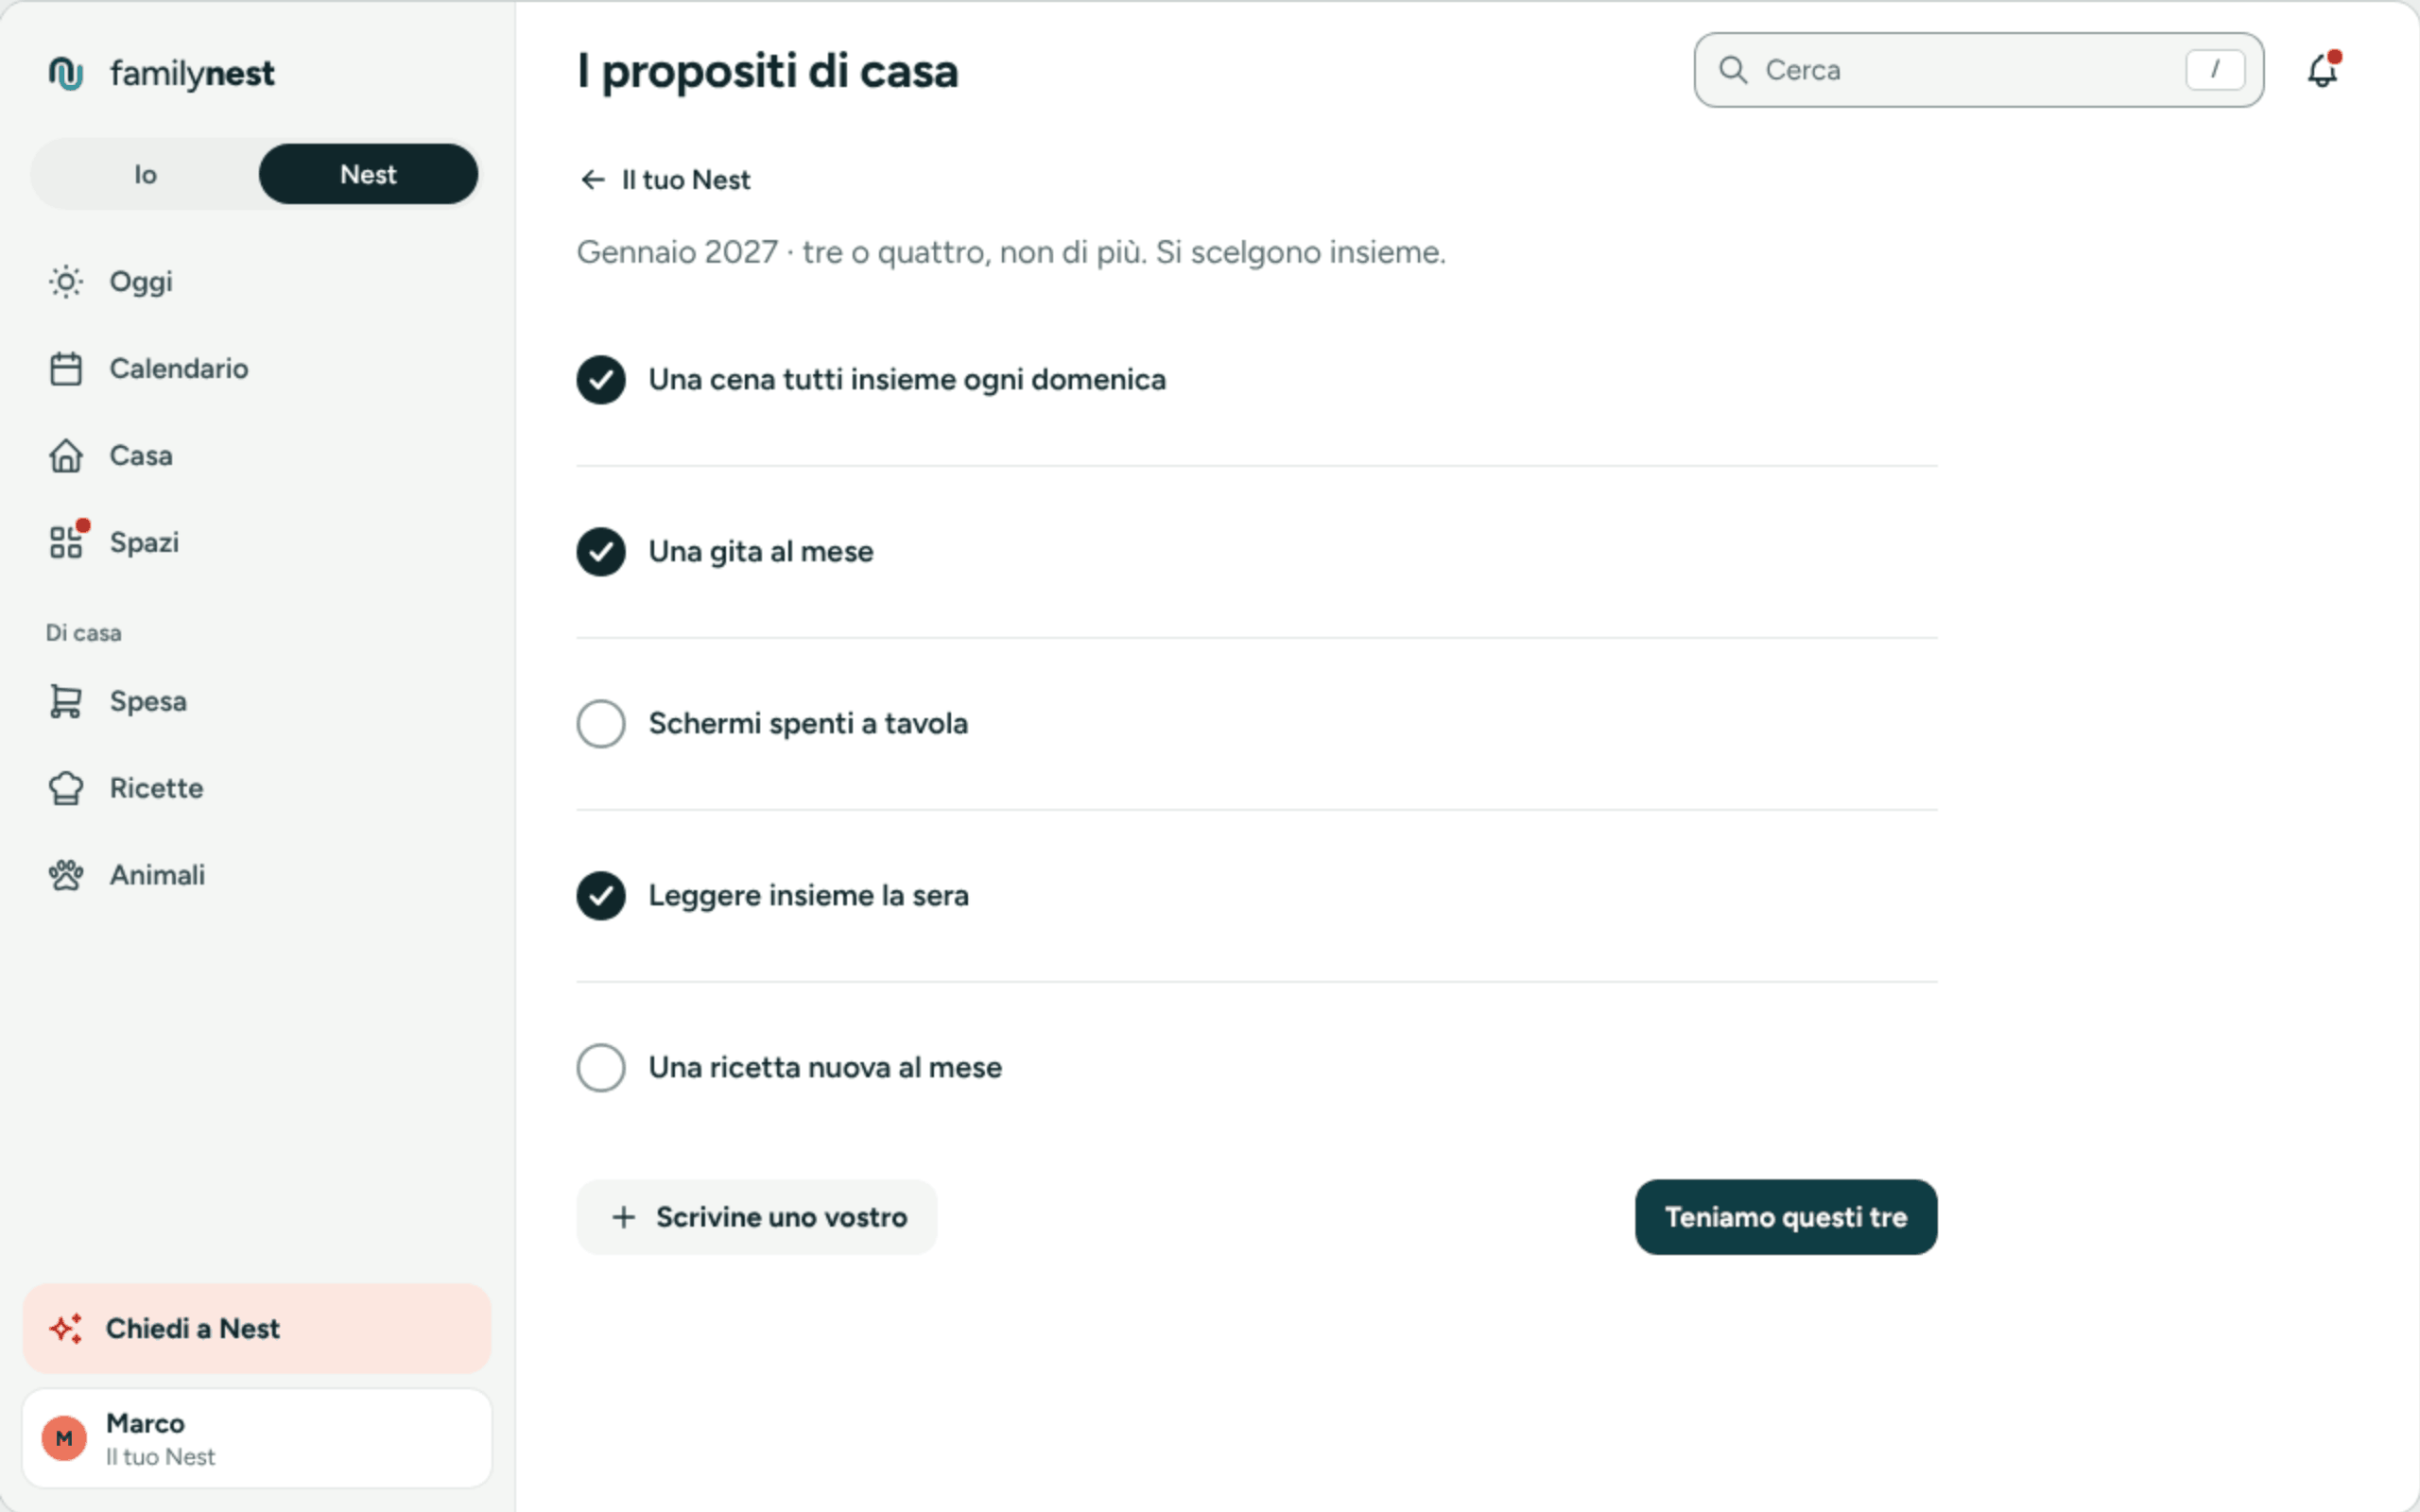 familynest
Io
Nest
Oggi
Calendario
Casa
Spazi
Di casa
Spesa
Ricette
Animali
Chiedi a Nest
M
Marco
Il tuo Nest
I propositi di casa
Cerca
/
Il tuo Nest
Gennaio 2027 · tre o quattro, non di più. Si scelgono insieme.
Una cena tutti insieme ogni domenica
Una gita al mese
Schermi spenti a tavola
Leggere insieme la sera
Una ricetta nuova al mese
Scrivine uno vostro
Teniamo questi tre